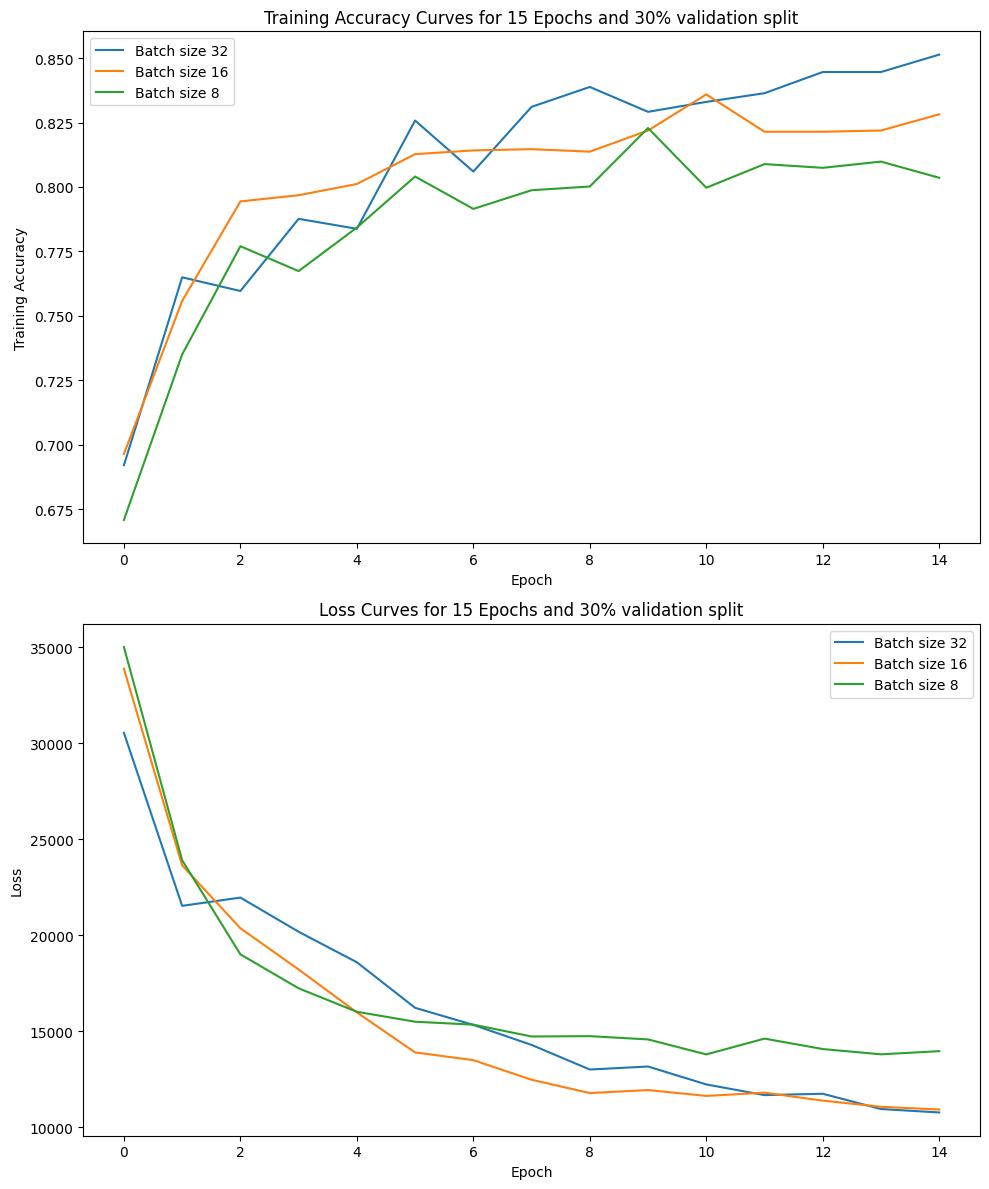 Training Accuracy Curves for 15 Epochs and 30% validation split
Batch size 32
Batch size 16
Batch size 8
Training Accuracy
0.850
0.825
0.800
0.775
0.750
0.725
0.700
0.675
0 2 4 6 8 10 12 14
Epoch
Loss Curves for 15 Epochs and 30% validation split
Batch size 32
Batch size 16
Batch size 8
Loss
35000
30000
25000
20000
15000
10000
0 2 4 6 8 10 12 14
Epoch